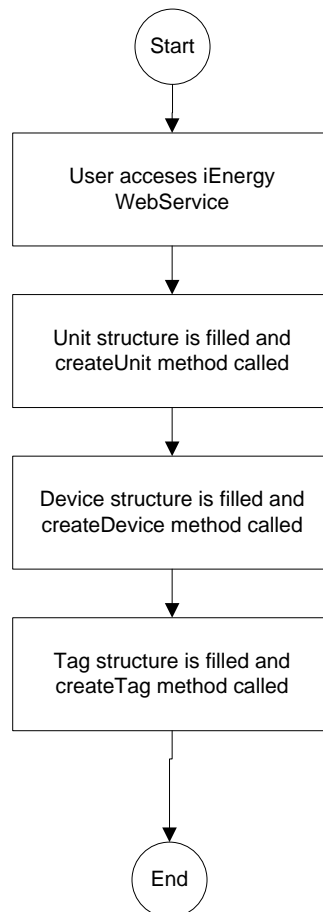 Start
User acceses iEnergy
WebService
Unit structure is filled and
createUnit method called
Device structure is filled and
createDevice method called
Tag structure is filled and
createTag method called
End